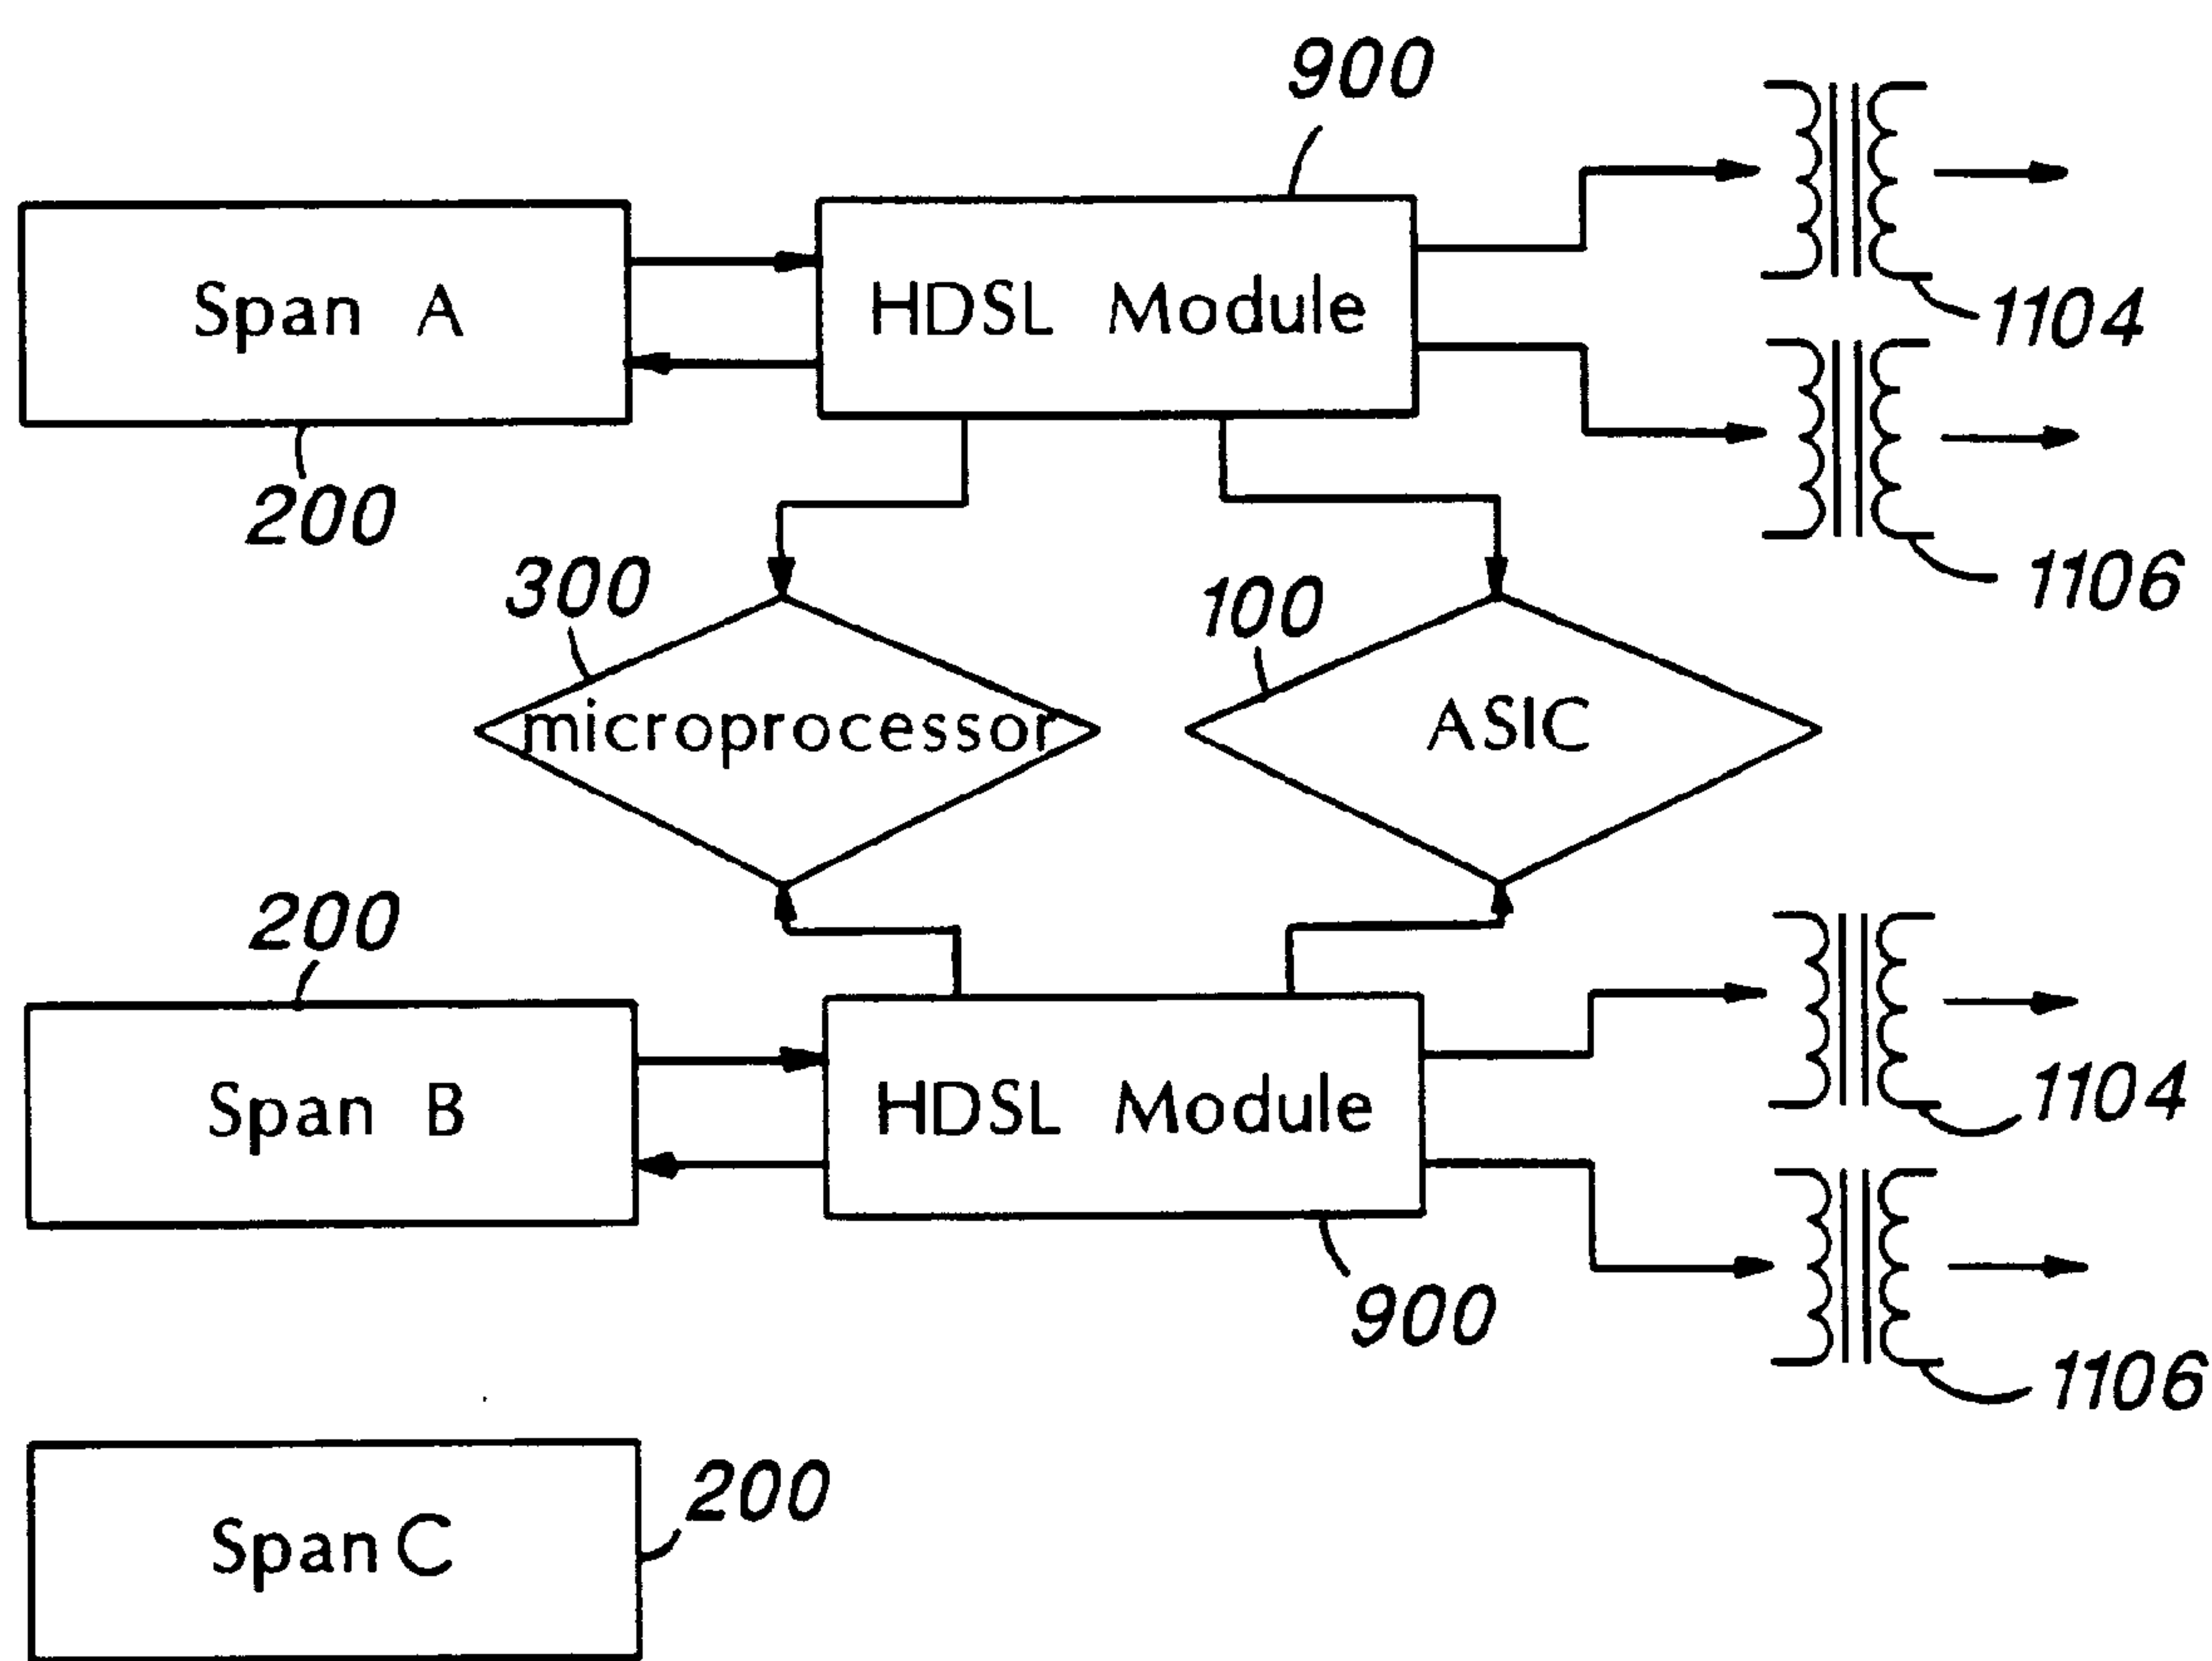 900
Span A
HDSL Module
1104
200
300
100
1106
microprocessor
ASIC
200
Span B
HDSL Module
1104
900
1106
Span C
200